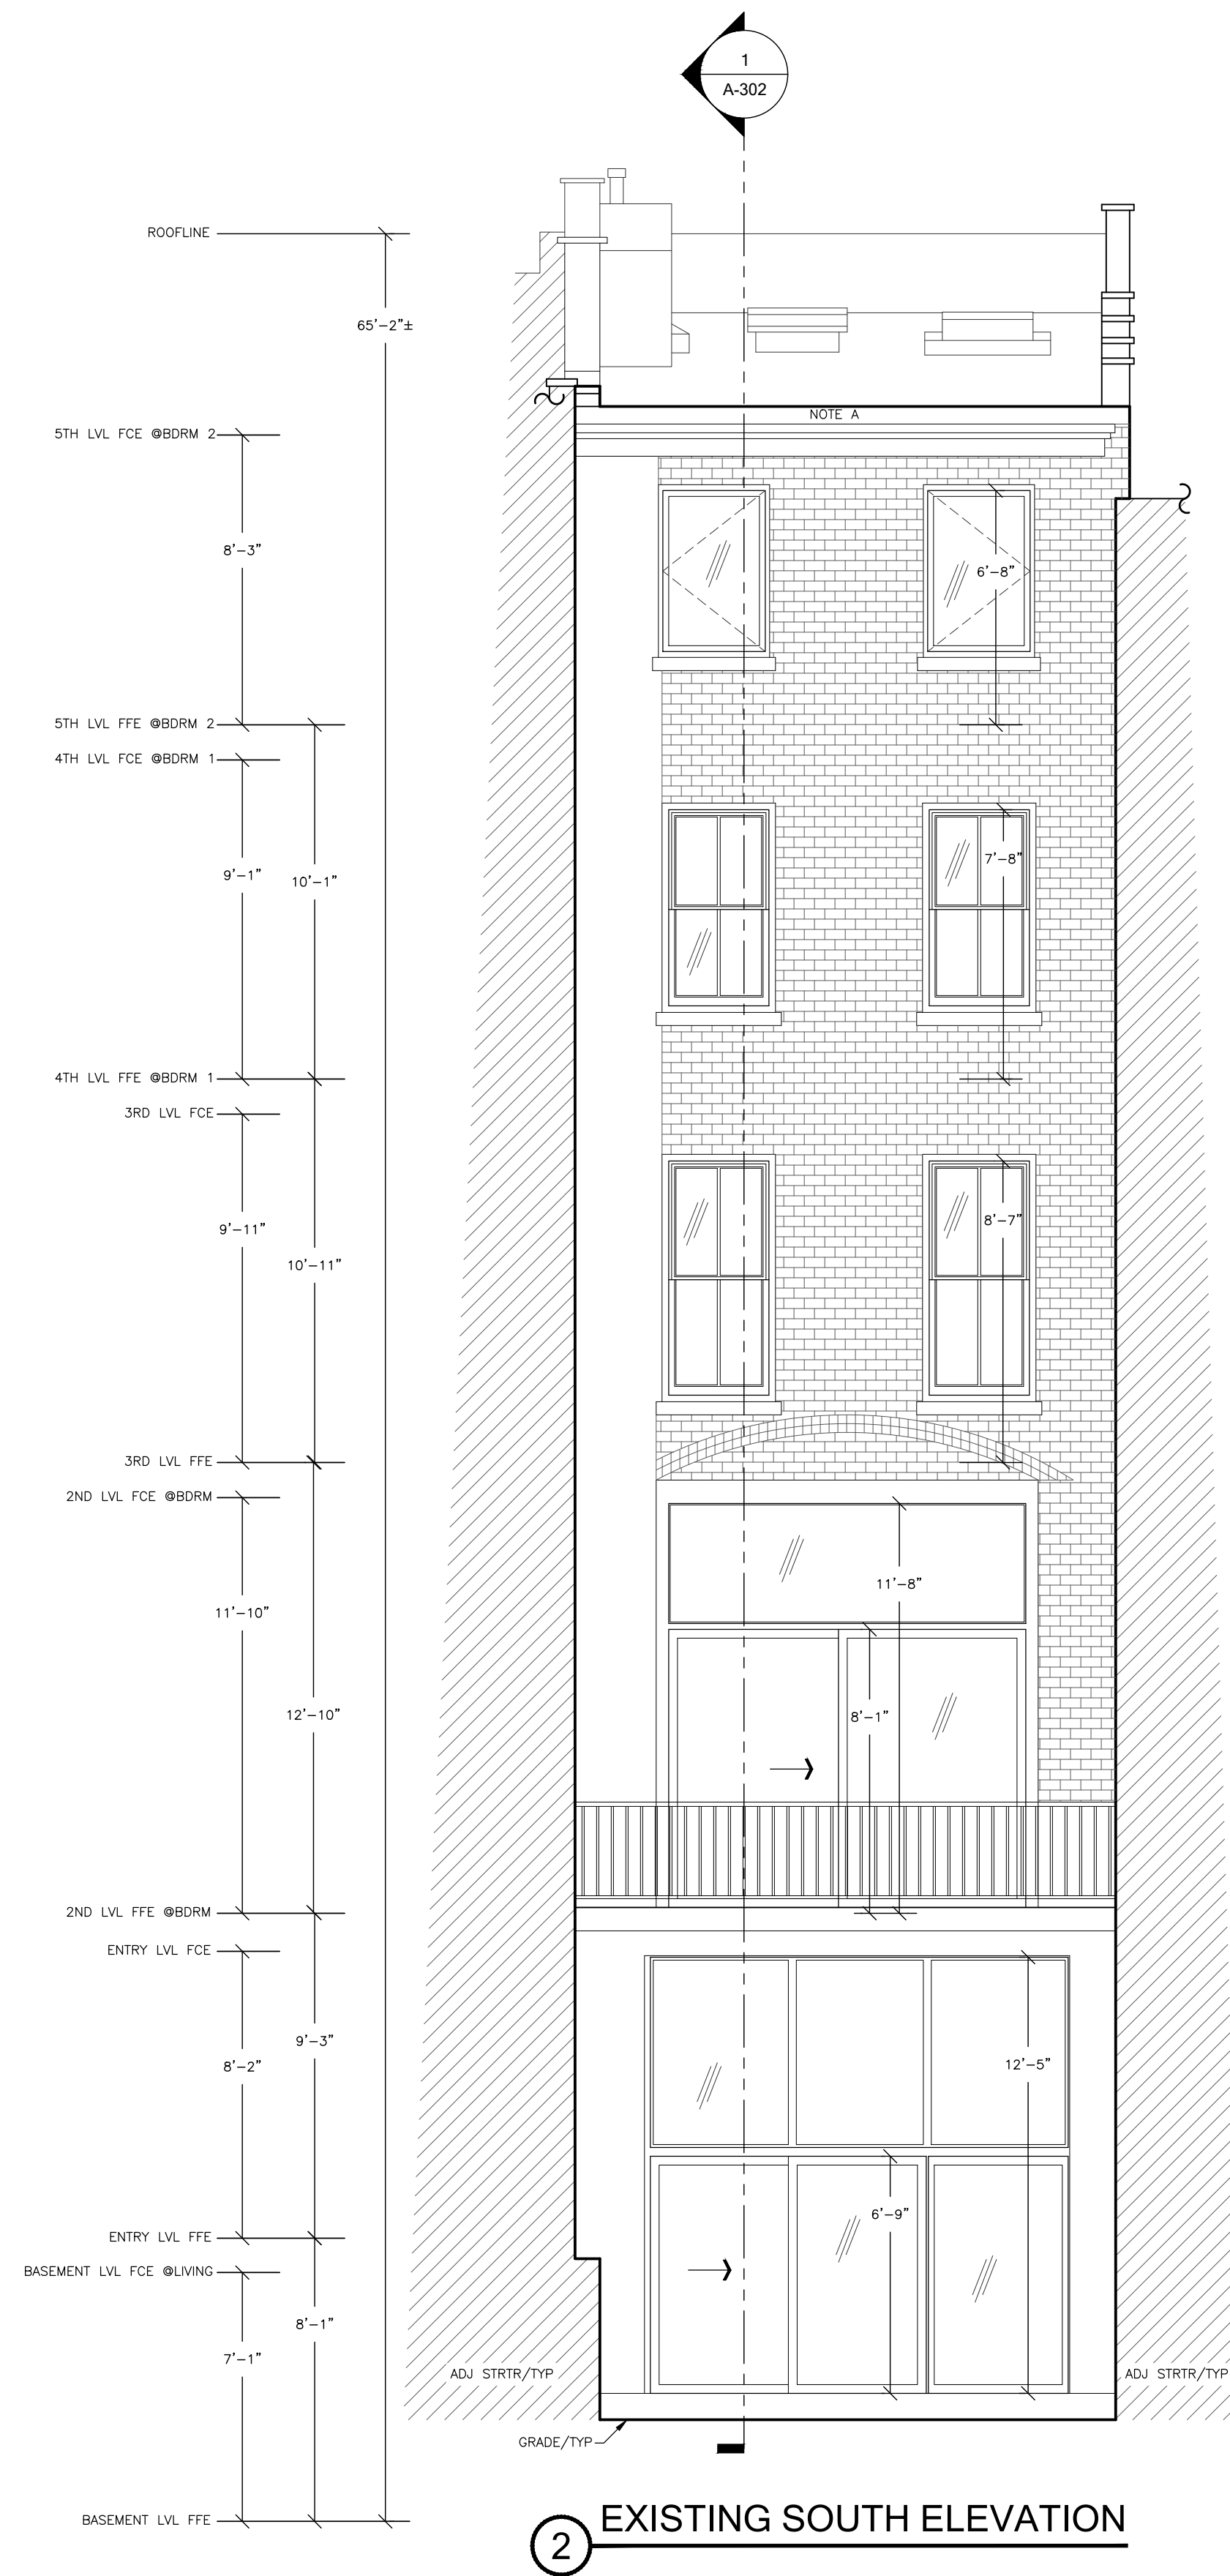 1
A-302
ROOFLINE
65'-2"±
NOTE A
5TH LVL FCE @BDRM 2
8'-3"
6'-8"
5TH LVL FFE @BDRM 2
4TH LVL FCE @BDRM 1
7'-8"
9'-1"
10'-1"
4TH LVL FFE @BDRM 1
3RD LVL FCE
8'-7"
9'-11"
10'-11"
3RD LVL FFE
2ND LVL FCE @BDRM
11'-8"
11'-10"
12'-10"
8'-1"
2ND LVL FFE @BDRM
ENTRY LVL FCE
9'-3"
8'-2"
12'-5"
6'-9"
ENTRY LVL FFE
BASEMENT LVL FCE @LIVING
8'-1"
7'-1"
ADJ STRTR/TYP
ADJ STRTR/TYP
GRADE/TYP
BASEMENT LVL FFE
2 EXISTING SOUTH ELEVATION